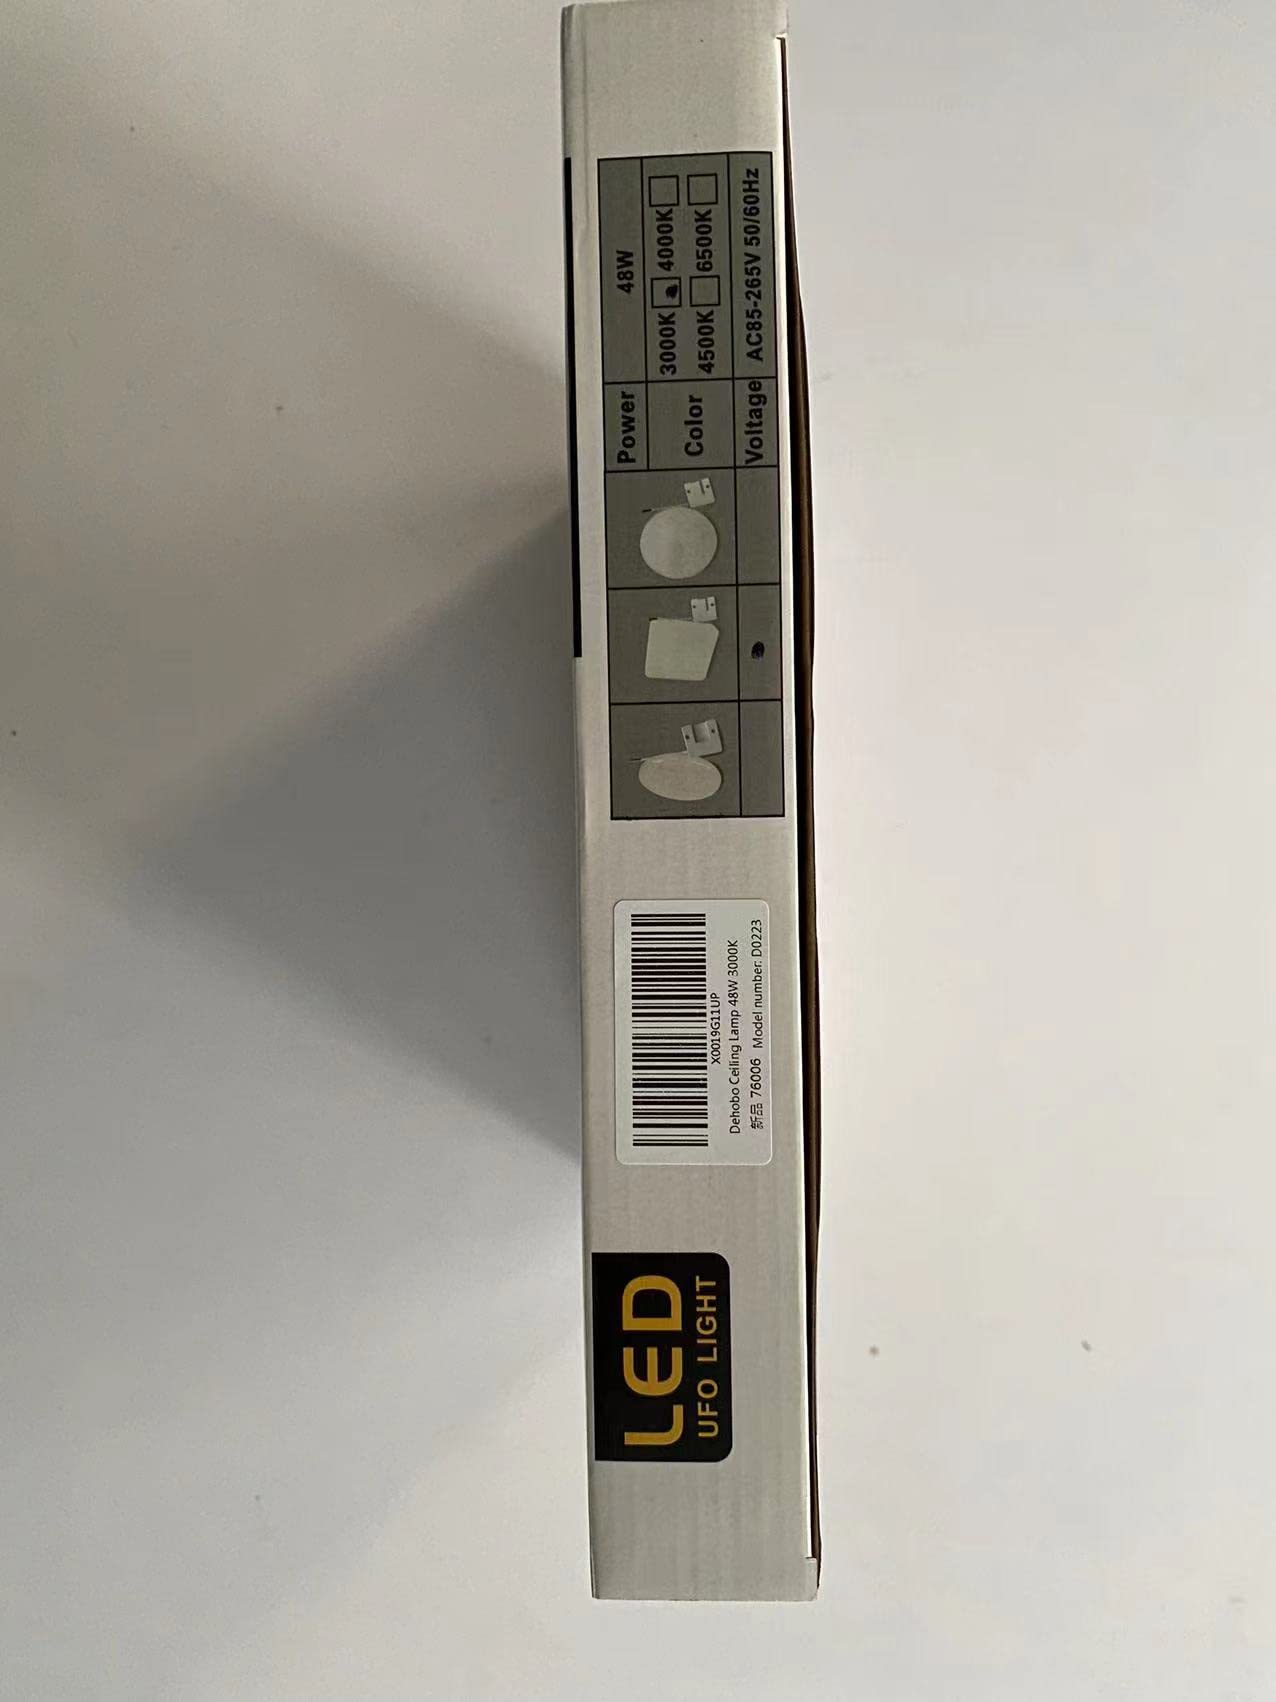 LED
UFO LIGHT
X0019G11UP
Dehobo Ceiling Lamp 48W 3000K
新品 76006 Model number: D0223
Power 48W
Color 3000K 4000K
4500K 6500K
Voltage AC85-265V 50/60Hz